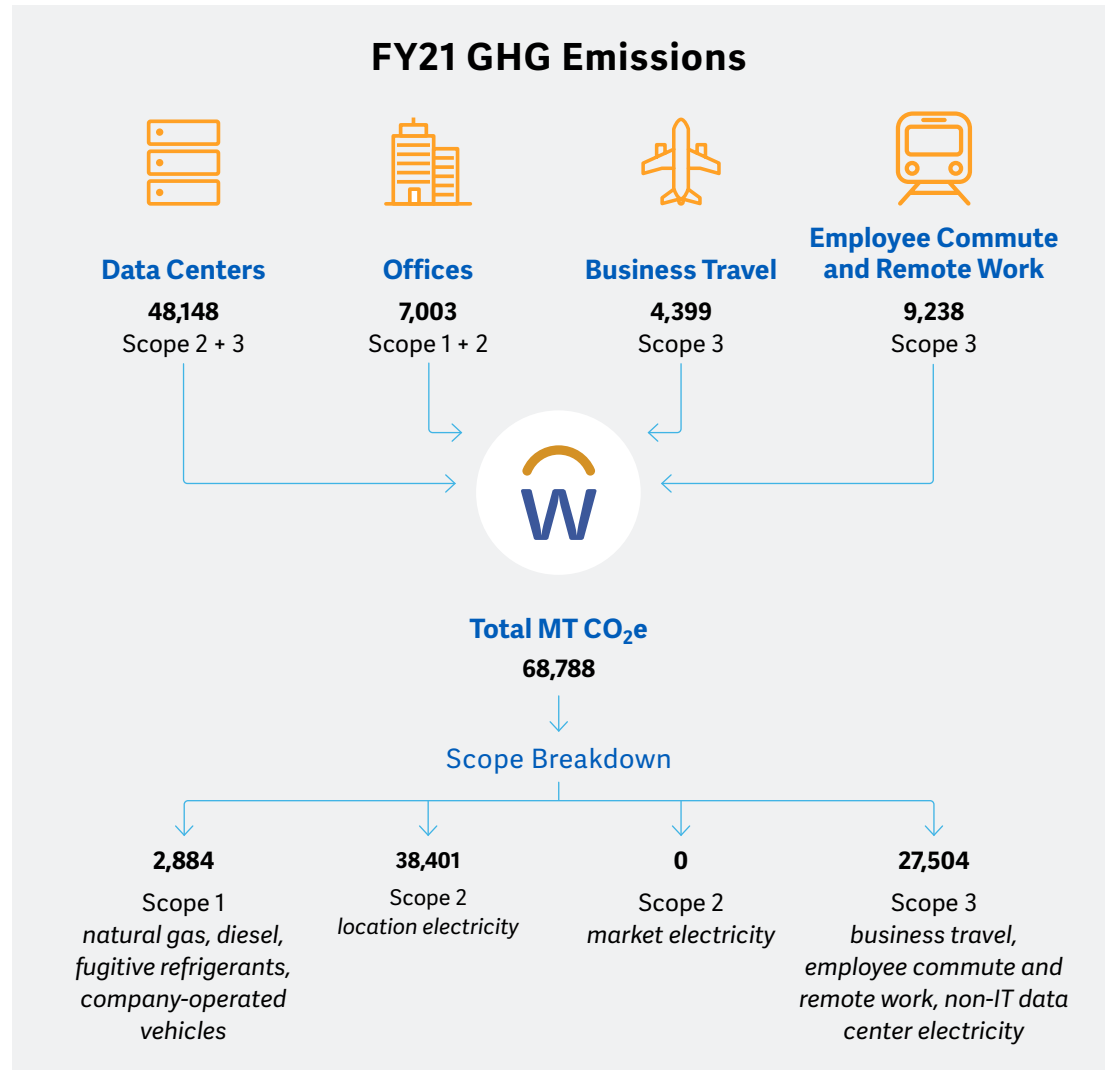 FY21 GHG Emissions
Data Centers
48,148
Scope 2 + 3
Offices
7,003
Scope 1 + 2
Business Travel
4,399
Scope 3
Employee Commute
and Remote Work
9,238
Scope 3
W
Total MT CO₂e
68,788
Scope Breakdown
2,884
Scope 1
natural gas, diesel,
fugitive refrigerants,
company-operated
vehicles
38,401
Scope 2
location electricity
0
Scope 2
market electricity
27,504
Scope 3
business travel,
employee commute and
remote work, non-IT data
center electricity